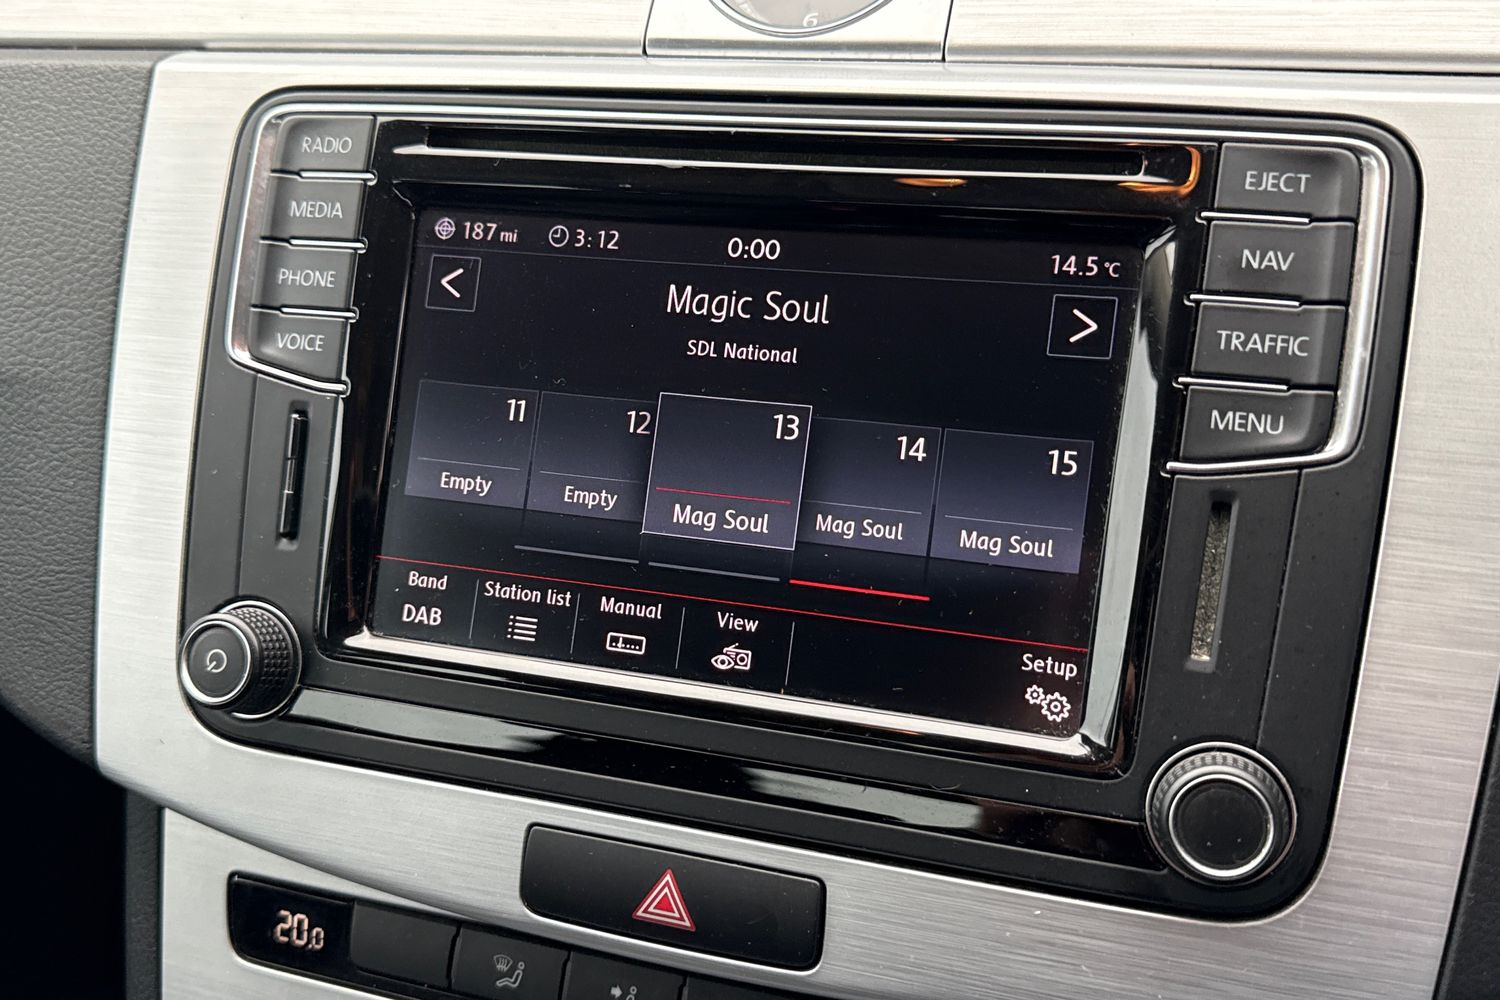 6
RADIO
MEDIA
PHONE
VOICE
EJECT
NAV
TRAFFIC
MENU
187 mi 3:12 0:00 14.5 °C
<
Magic Soul
>
SDL National
11 12 13 14 15
Empty Empty Mag Soul Mag Soul Mag Soul
Band Station list Manual View Setup
DAB
20.0